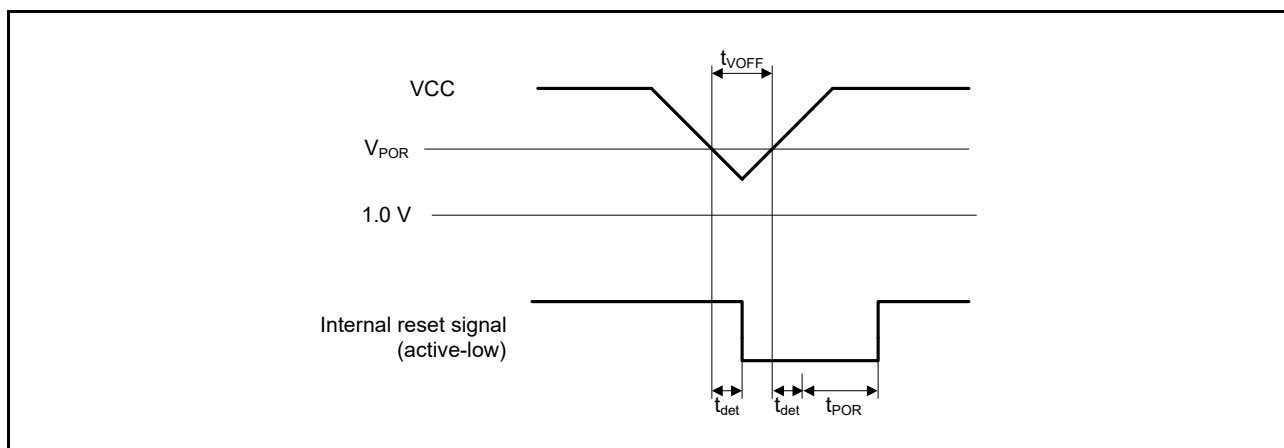 tVOFF
VCC
VPOR
1.0 V
Internal reset signal
(active-low)
tdet
tdet
tPOR